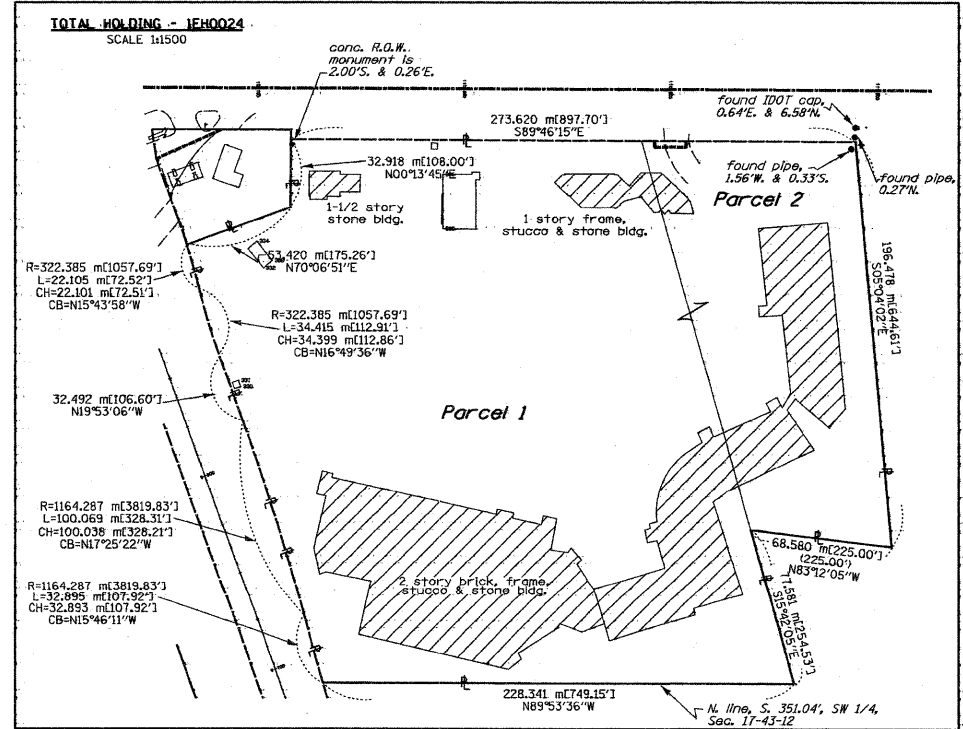 TOTAL HOLDING - 1EH0024
SCALE 1:1500
conc. R.O.W.
monument is
2.00'S. & 0.26'E.
found IDOT cap,
0.64'E. & 6.58'N.
273.620 m[897.70']
S89°46'15"E
found pipe,
1.56'W. & 0.33'S.
found pipe,
0.27'N.
32.918 m[108.00']
N00°13'45"E
Parcel 2
1-1/2 story
stone bldg.
1 story frame,
stucco & stone bldg.
53.420 m[175.26']
N70°06'51"E
196.478 m[644.61']
S05°04'02"E
R=322.385 m[1057.69']
L=22.105 m[72.52']
CH=22.101 m[72.51']
CB=N15°43'58"W
R=322.385 m[1057.69']
L=34.415 m[112.91']
CH=34.399 m[112.86']
CB=N16°49'36"W
32.492 m[106.60']
N19°53'06"W
Parcel 1
R=1164.287 m[3819.83']
L=100.069 m[328.31']
CH=100.038 m[328.21']
CB=N17°25'22"W
68.580 m[225.00']
(225.00')
N83°12'05"W
R=1164.287 m[3819.83']
L=32.895 m[107.92']
CH=32.893 m[107.92']
CB=N15°46'11"W
2 story brick, frame,
stucco & stone bldg.
77.581 m[254.53']
S15°42'05"E
228.341 m[749.15']
N89°53'36"W
N. line, S. 351.04', SW 1/4,
Sec. 17-43-12